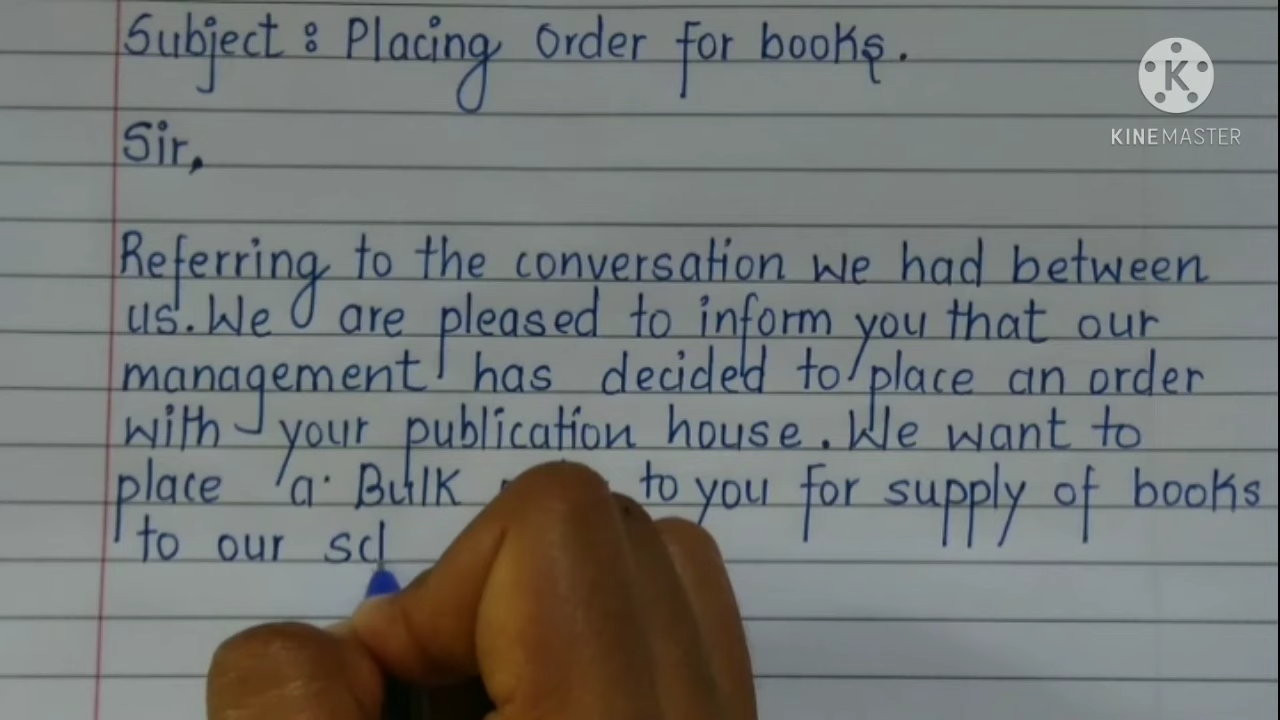 Subject : Placing order for books.
KINEMASTER
Sir,
Referring to the conversation we had between
us. We are pleased to inform you that our
management has decided to place an order
with your publication house. We want to
place a Bulk to you for supply of books
to our